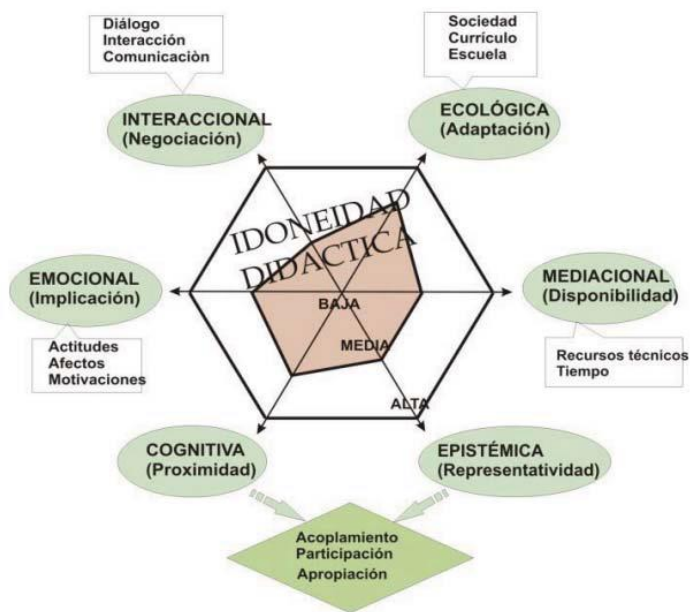 Diálogo
Interacción
Comunicaciòn
Sociedad
Currículo
Escuela
INTERACCIONAL
(Negociación)
ECOLÓGICA
(Adaptación)
IDONEIDAD
DIDACTICA
EMOCIONAL
(Implicación)
MEDIACIONAL
(Disponibilidad)
BAJA
MEDIA
ALTA
Actitudes
Afectos
Motivaciones
Recursos técnicos
Tiempo
COGNITIVA
(Proximidad)
EPISTÉMICA
(Representatividad)
Acoplamiento
Participación
Apropiación